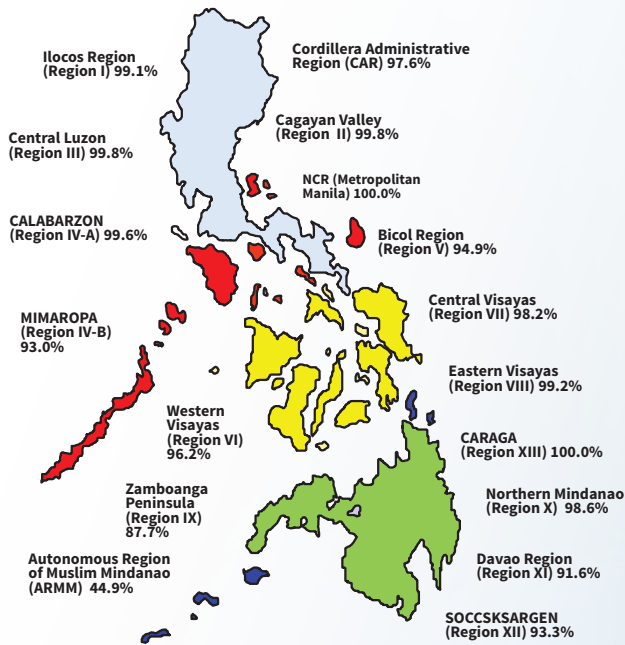 Ilocos Region
(Region I) 99.1%
Cordillera Administrative
Region (CAR) 97.6%
Cagayan Valley
(Region II) 99.8%
Central Luzon
(Region III) 99.8%
NCR (Metropolitan
Manila) 100.0%
CALABARZON
(Region IV-A) 99.6%
Bicol Region
(Region V) 94.9%
MIMAROPA
(Region IV-B)
93.0%
Central Visayas
(Region VII) 98.2%
Eastern Visayas
(Region VIII) 99.2%
Western
Visayas
(Region VI)
96.2%
CARAGA
(Region XIII) 100.0%
Zamboanga
Peninsula
(Region IX)
87.7%
Northern Mindanao
(Region X) 98.6%
Autonomous Region
of Muslim Mindanao
(ARMM) 44.9%
Davao Region
(Region XI) 91.6%
SOCCSKSARGEN
(Region XII) 93.3%